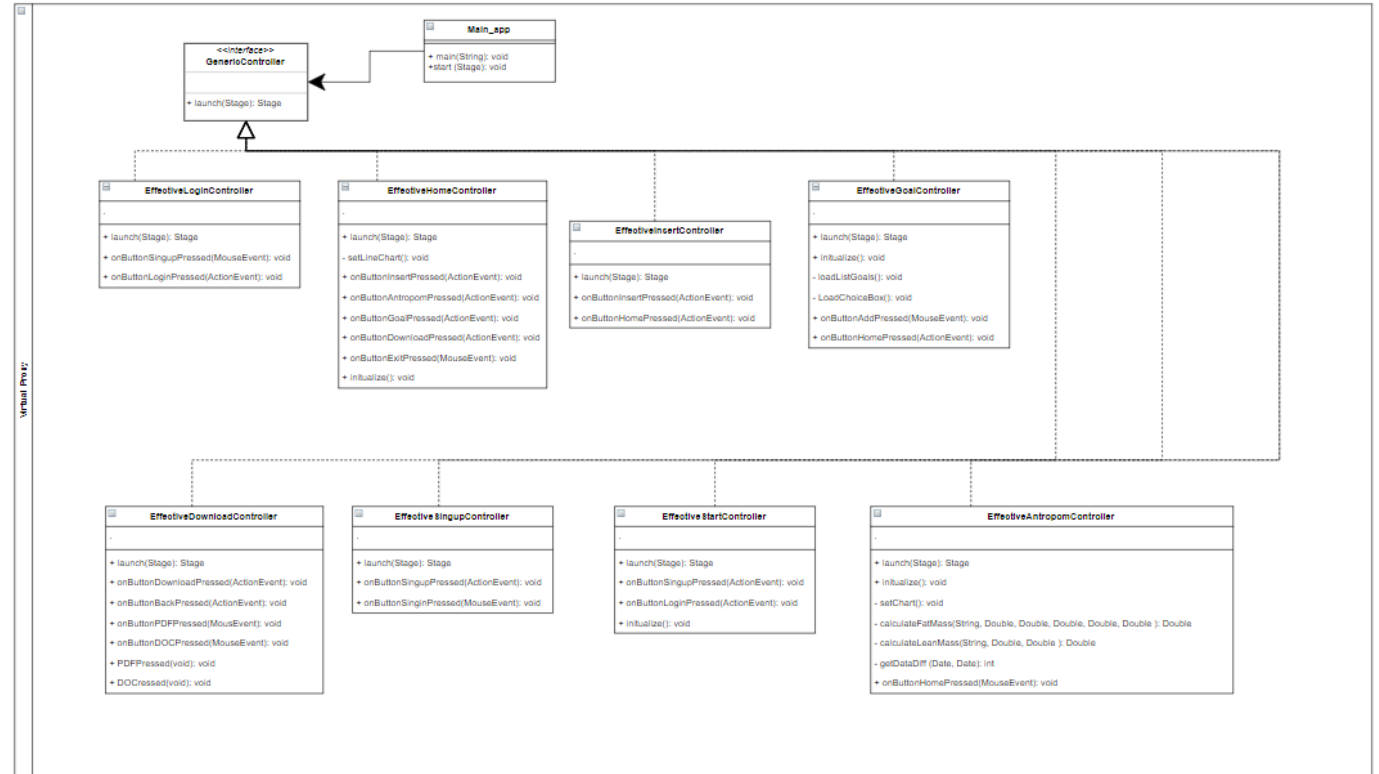 Main_app
+ main(String): void
+start (Stage): void
<<Interface>>
GenericController
+ launch(Stage): Stage
EffectiveLoginController
+ launch(Stage): Stage
+ onButtonSingupPressed(MouseEvent): void
+ onButtonLoginPressed(ActionEvent): void
EffectiveHomeController
+ launch(Stage): Stage
- setLineChart(): void
+ onButtonInsertPressed(ActionEvent): void
+ onButtonAntropomPressed(ActionEvent): void
+ onButtonGoalPressed(ActionEvent): void
+ onButtonDownloadPressed(ActionEvent): void
+ onButtonExitPressed(MouseEvent): void
+ initualize(): void
EffectiveInsertController
+ launch(Stage): Stage
+ onButtonInsertPressed(ActionEvent): void
+ onButtonHomePressed(ActionEvent): void
EffectiveGoalController
+ launch(Stage): Stage
+ initualize(): void
- loadListGoals(): void
- LoadChoiceBox(): void
+ onButtonAddPressed(MouseEvent): void
+ onButtonHomePressed(ActionEvent): void
Virtual Proxy
EffectiveDownloadController
+ launch(Stage): Stage
+ onButtonDownloadPressed(ActionEvent): void
+ onButtonBackPressed(ActionEvent): void
+ onButtonPDFPressed(MousEvent): void
+ onButtonDOCPressed(MouseEvent): void
+ PDFPressed(void): void
+ DOCressed(void): void
EffectiveSingupController
+ launch(Stage): Stage
+ onButtonSingupPressed(ActionEvent): void
+ onButtonSinginPressed(MouseEvent): void
EffectiveStartController
+ launch(Stage): Stage
+ onButtonSingupPressed(ActionEvent): void
+ onButtonLoginPressed(ActionEvent): void
+ initualize(): void
EffectiveAntropomController
+ launch(Stage): Stage
+ initualize(): void
- setChart(): void
- calculateFatMass(String, Double, Double, Double, Double, Double ): Double
- calculateLeanMass(String, Double, Double ): Double
- getDataDiff (Date, Date): int
+ onButtonHomePressed(MouseEvent): void